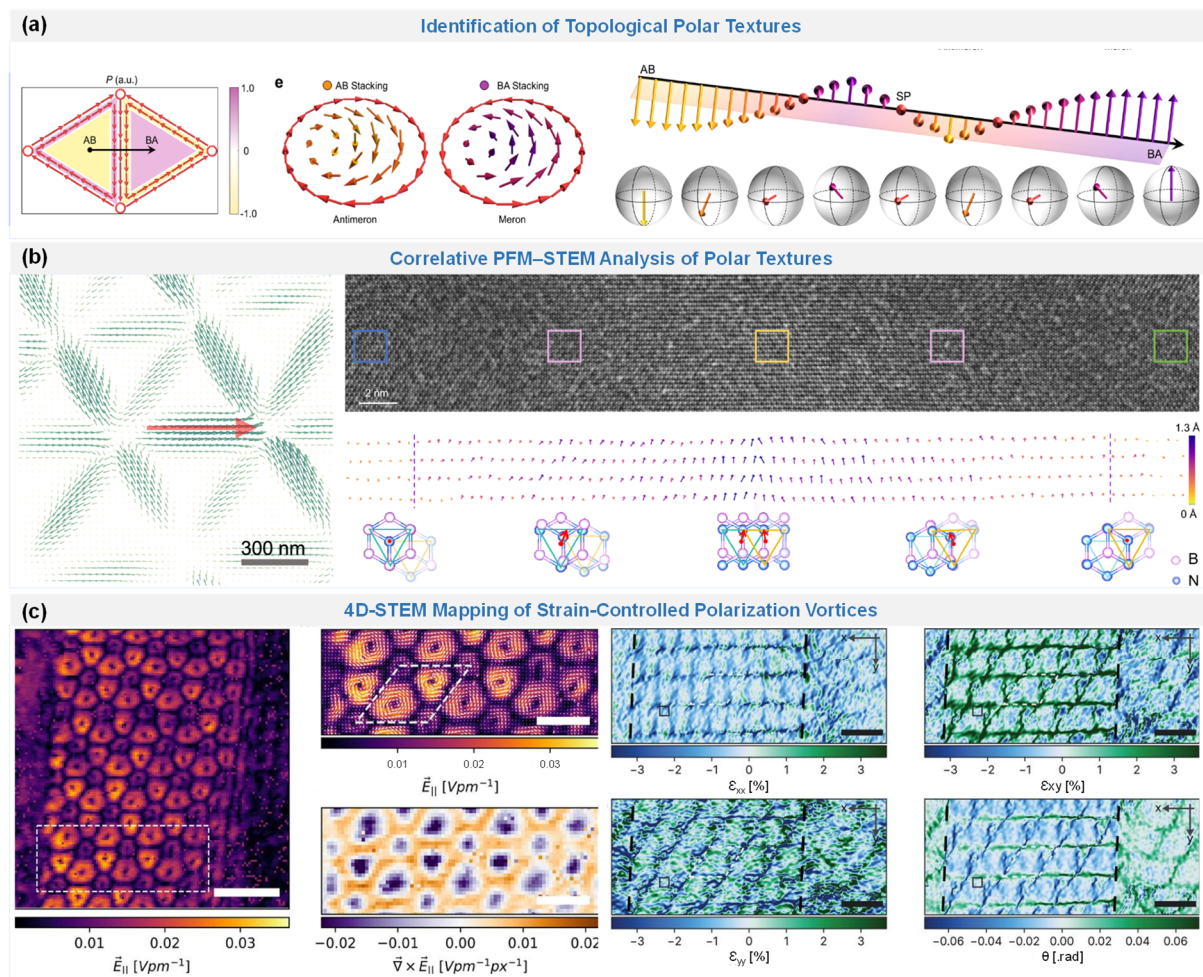 (a)
Identification of Topological Polar Textures
P (a.u.)
1.0
0
-1.0
AB
BA
e
AB Stacking
BA Stacking
Antimeron
Meron
AB
SP
BA
(b)
Correlative PFM–STEM Analysis of Polar Textures
300 nm
2 nm
1.3 Å
0 Å
B
N
(c)
4D-STEM Mapping of Strain-Controlled Polarization Vortices
0.01 0.02 0.03
E⃗|| [Vpm⁻¹]
0.01 0.02 0.03
E⃗|| [Vpm⁻¹]
−0.02 −0.01 0.00 0.01 0.02
∇⃗ × E⃗|| [Vpm⁻¹px⁻¹]
x
y
−3 −2 −1 0 1 2 3
Ɛxx [%]
x
y
−3 −2 −1 0 1 2 3
Ɛxy [%]
x
y
−3 −2 −1 0 1 2 3
Ɛyy [%]
x
y
−0.06 −0.04 −0.02 0.00 0.02 0.04 0.06
θ [.rad]